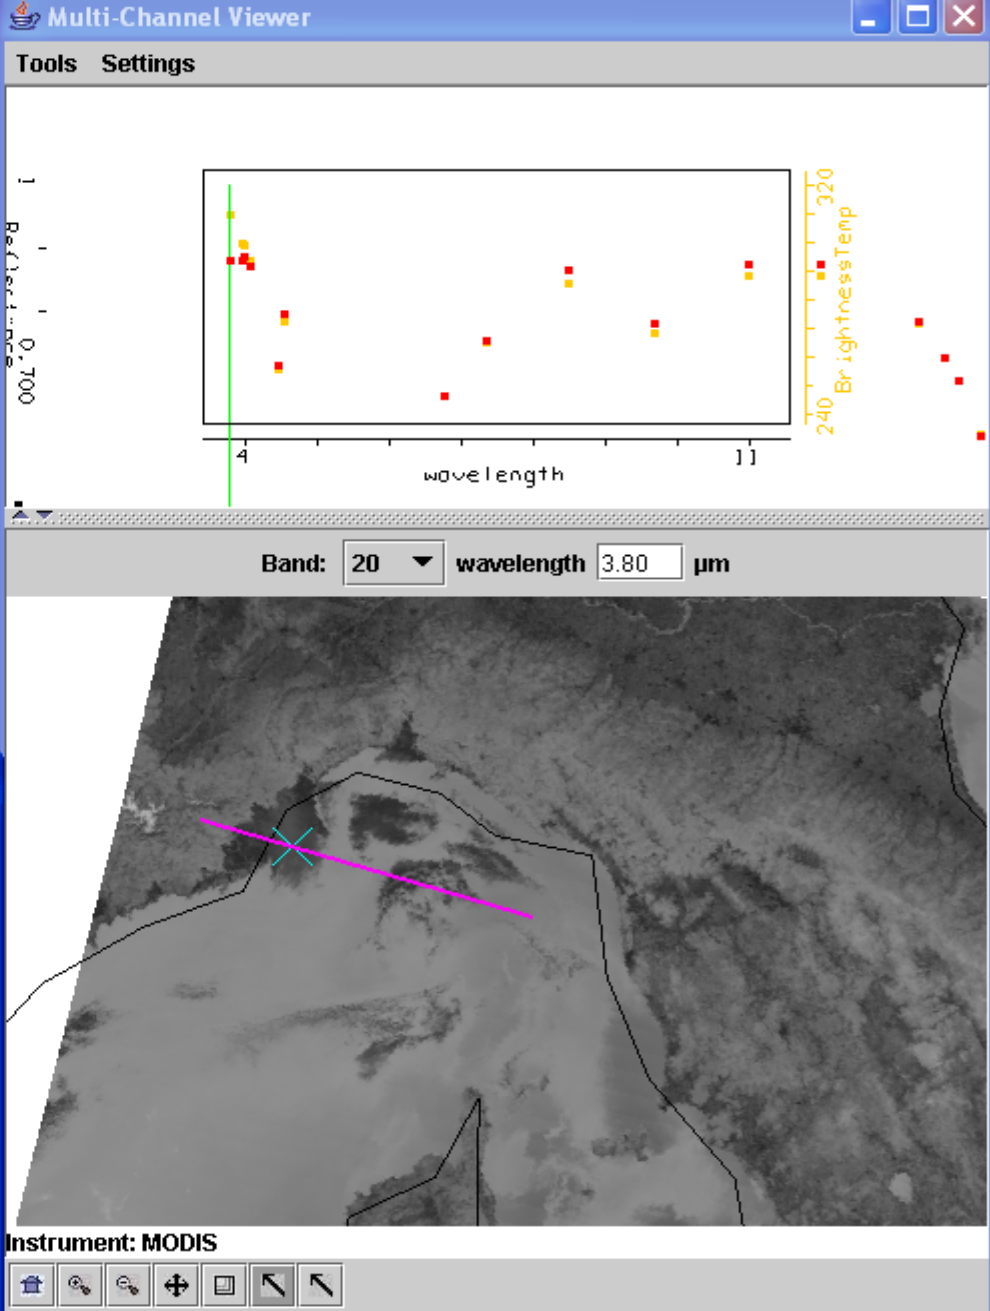 Multi-Channel Viewer
Tools Settings
1
320
BrightnessTemp
0.700
240
4 11
wavelength
Band: 20 wavelength 3.80 µm
Instrument: MODIS